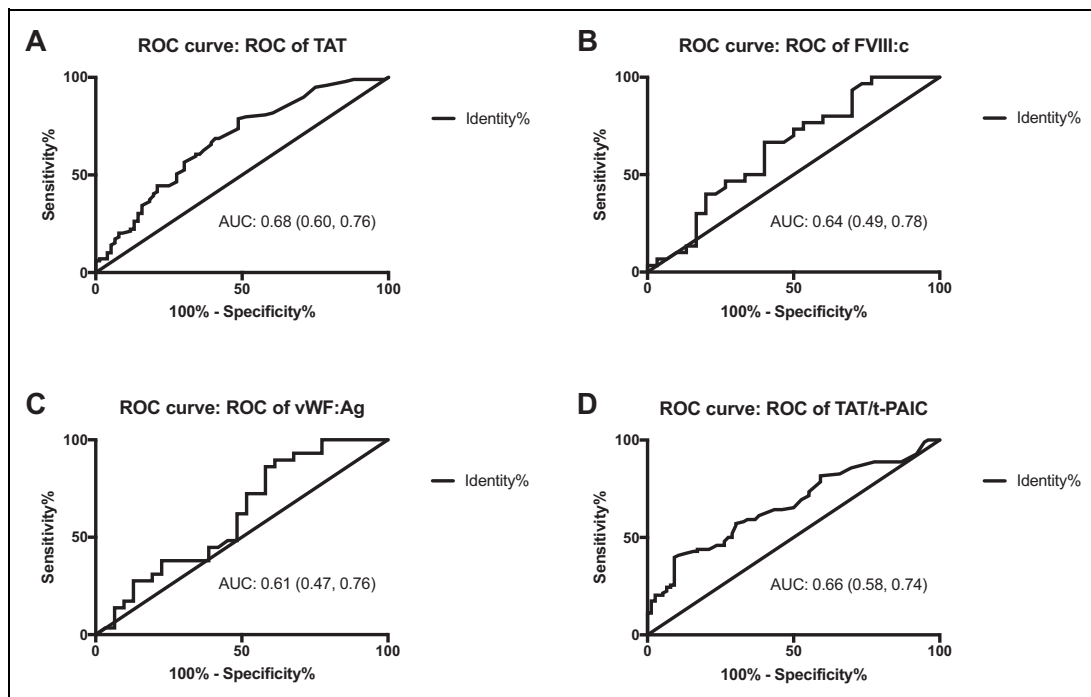 A
ROC curve: ROC of TAT
100
50
0
Sensitivity%
0 50 100
100% - Specificity%
AUC: 0.68 (0.60, 0.76)
Identity%
B
ROC curve: ROC of FVIII:c
100
50
0
Sensitivity%
0 50 100
100% - Specificity%
AUC: 0.64 (0.49, 0.78)
Identity%
C
ROC curve: ROC of vWF:Ag
100
50
0
Sensitivity%
0 50 100
100% - Specificity%
AUC: 0.61 (0.47, 0.76)
Identity%
D
ROC curve: ROC of TAT/t-PAIC
100
50
0
Sensitivity%
0 50 100
100% - Specificity%
AUC: 0.66 (0.58, 0.74)
Identity%